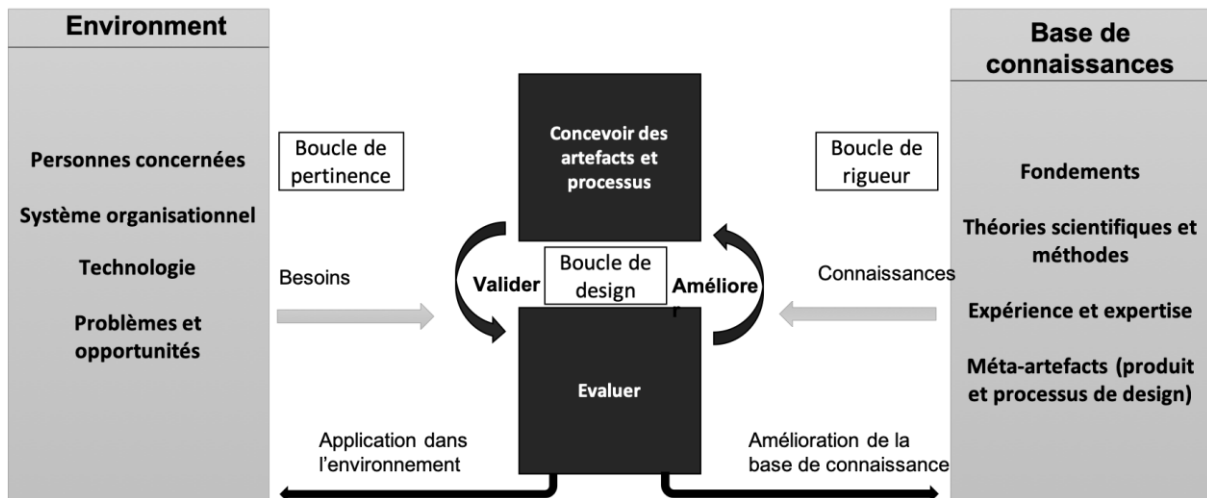 Environment
Personnes concernées
Système organisationnel
Technologie
Problèmes et
opportunités
Boucle de
pertinence
Besoins
Application dans
l'environnement
Concevoir des
artefacts et
processus
Valider
Boucle de
design
Améliore
r
Evaluer
Boucle de
rigueur
Connaissances
Amélioration de la
base de connaissance
Base de
connaissances
Fondements
Théories scientifiques et
méthodes
Expérience et expertise
Méta-artefacts (produit
et processus de design)